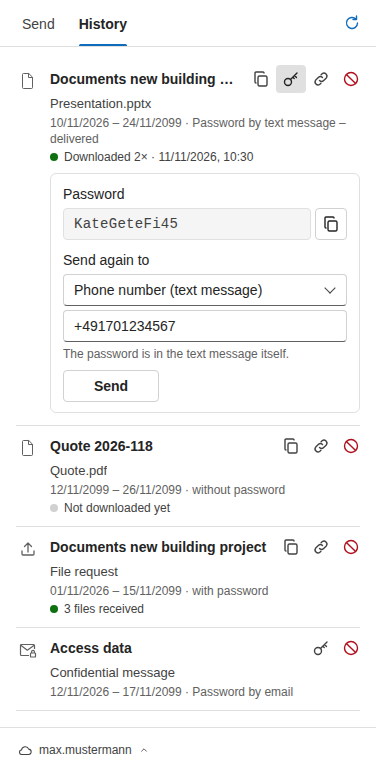 Send
History
Documents new building …
Presentation.pptx
10/11/2026 – 24/11/2099 · Password by text message –
delivered
Downloaded 2× · 11/11/2026, 10:30
Password
KateGeteFi45
Send again to
Phone number (text message)
+491701234567
The password is in the text message itself.
Send
Quote 2026-118
Quote.pdf
12/11/2099 – 26/11/2099 · without password
Not downloaded yet
Documents new building project
File request
01/11/2026 – 15/11/2099 · with password
3 files received
Access data
Confidential message
12/11/2026 – 17/11/2099 · Password by email
max.mustermann